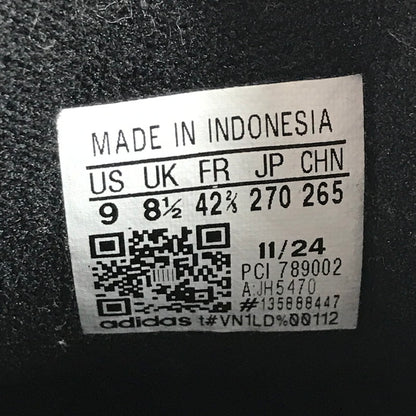 MADE IN INDONESIA
US UK FR JP CHN
9 8½ 42⅔ 270 265
11/24
PCI 789002
A:JH5470
#135888447
adidas t#VN1LD%00112